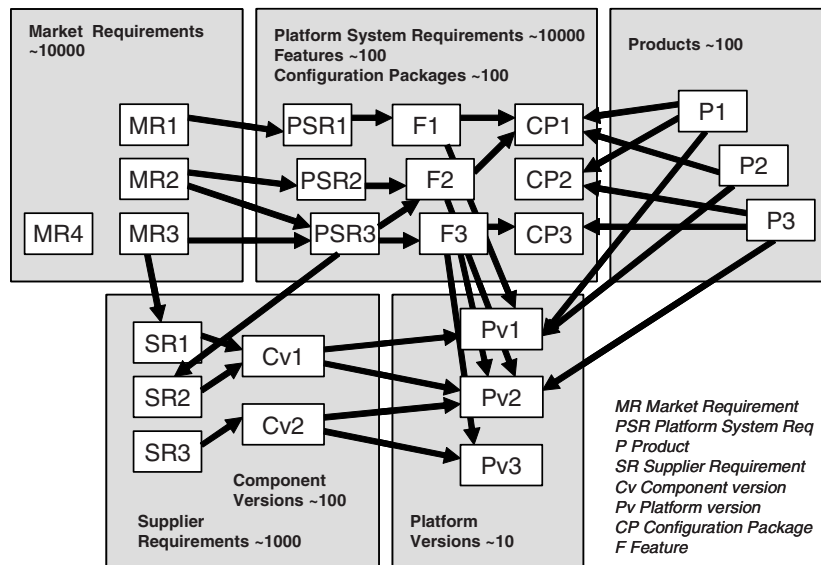 Market Requirements
~10000
Platform System Requirements ~10000
Features ~100
Configuration Packages ~100
Products ~100
MR1
PSR1
F1
CP1
P1
MR2
PSR2
F2
CP2
P2
MR4
MR3
PSR3
F3
CP3
P3
SR1
Cv1
Pv1
SR2
Pv2
Cv2
SR3
Pv3
Component
Versions ~100
Supplier
Requirements ~1000
Platform
Versions ~10
MR Market Requirement
PSR Platform System Req
P Product
SR Supplier Requirement
Cv Component version
Pv Platform version
CP Configuration Package
F Feature